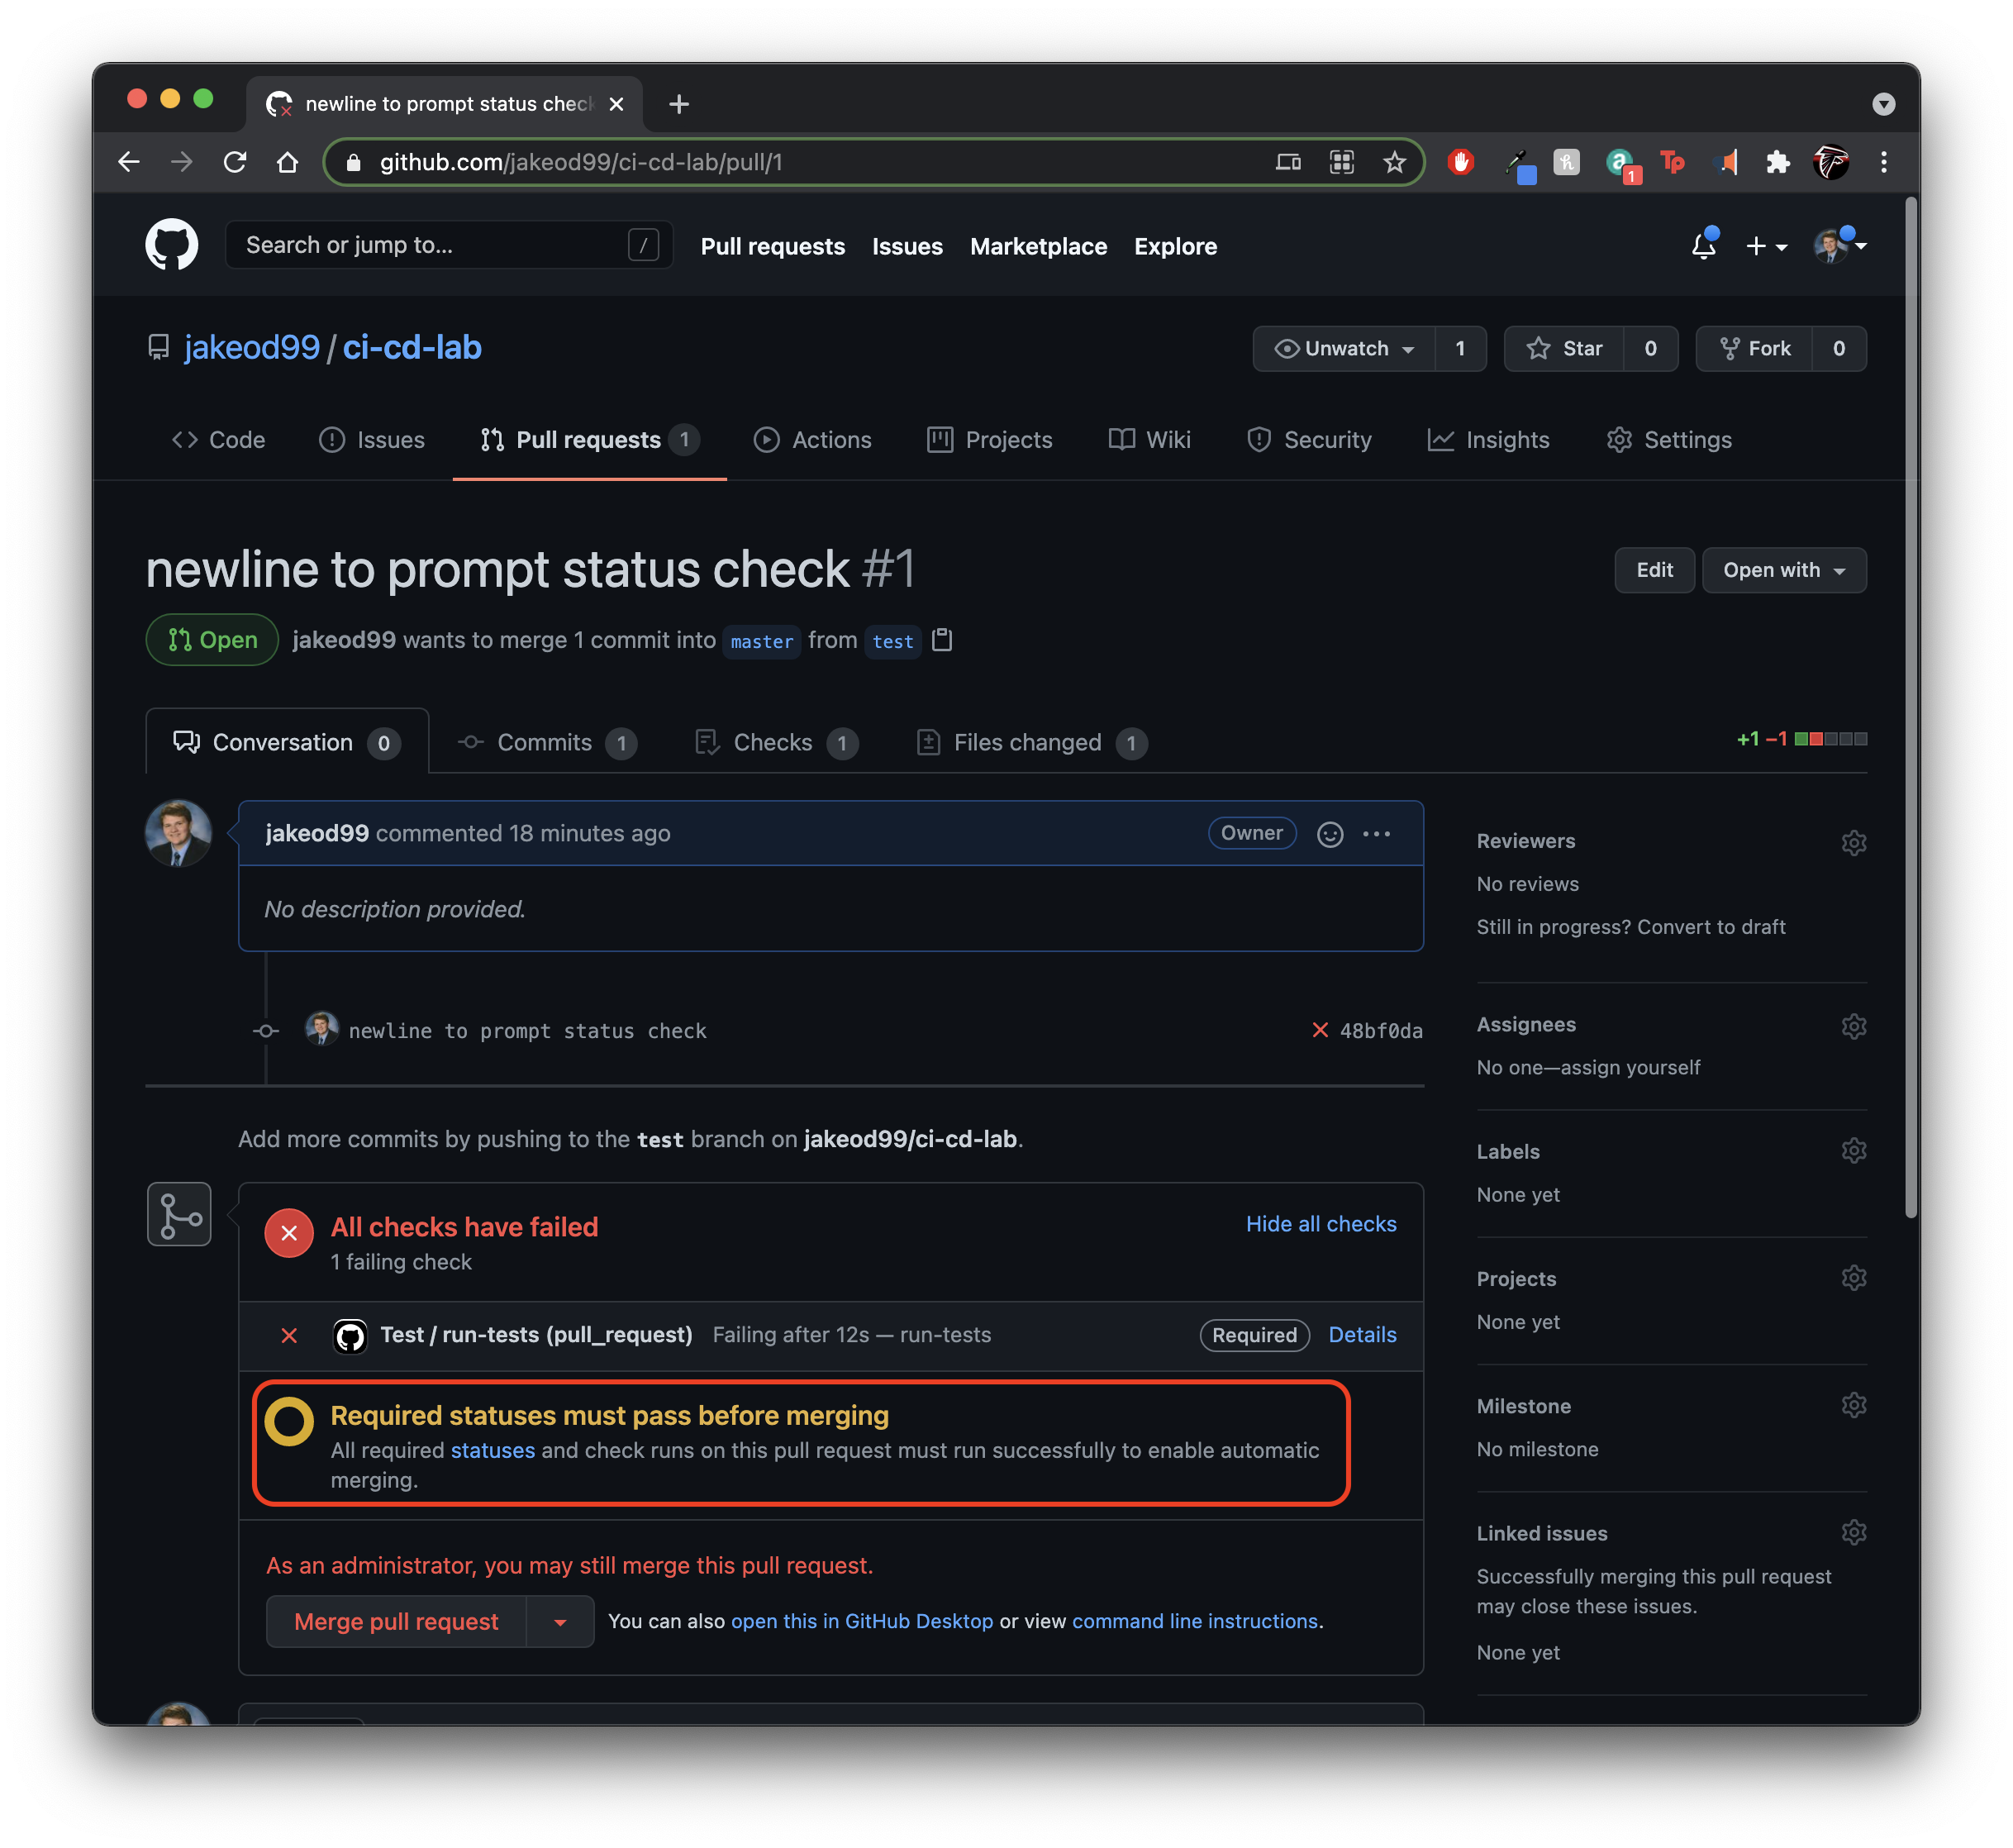 newline to prompt status check
github.com/jakeod99/ci-cd-lab/pull/1
1
Search or jump to... /
Pull requests Issues Marketplace Explore
jakeod99 / ci-cd-lab
Unwatch 1 Star 0 Fork 0
Code Issues Pull requests 1 Actions Projects Wiki Security Insights Settings
newline to prompt status check #1
Edit Open with
Open jakeod99 wants to merge 1 commit into master from test
Conversation 0 Commits 1 Checks 1 Files changed 1
+1 −1
jakeod99 commented 18 minutes ago
Owner
No description provided.
newline to prompt status check
48bf0da
Add more commits by pushing to the test branch on jakeod99/ci-cd-lab.
All checks have failed
1 failing check
Hide all checks
Test / run-tests (pull_request) Failing after 12s — run-tests
Required Details
Required statuses must pass before merging
All required statuses and check runs on this pull request must run successfully to enable automatic
merging.
As an administrator, you may still merge this pull request.
Merge pull request
You can also open this in GitHub Desktop or view command line instructions.
Reviewers
No reviews
Still in progress? Convert to draft
Assignees
No one—assign yourself
Labels
None yet
Projects
None yet
Milestone
No milestone
Linked issues
Successfully merging this pull request
may close these issues.
None yet